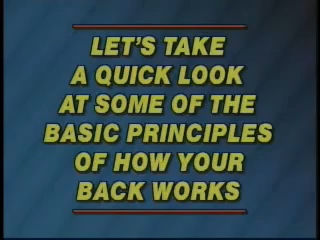 LET'S TAKE
A QUICK LOOK
AT SOME OF THE
BASIC PRINCIPLES
OF HOW YOUR
BACK WORKS